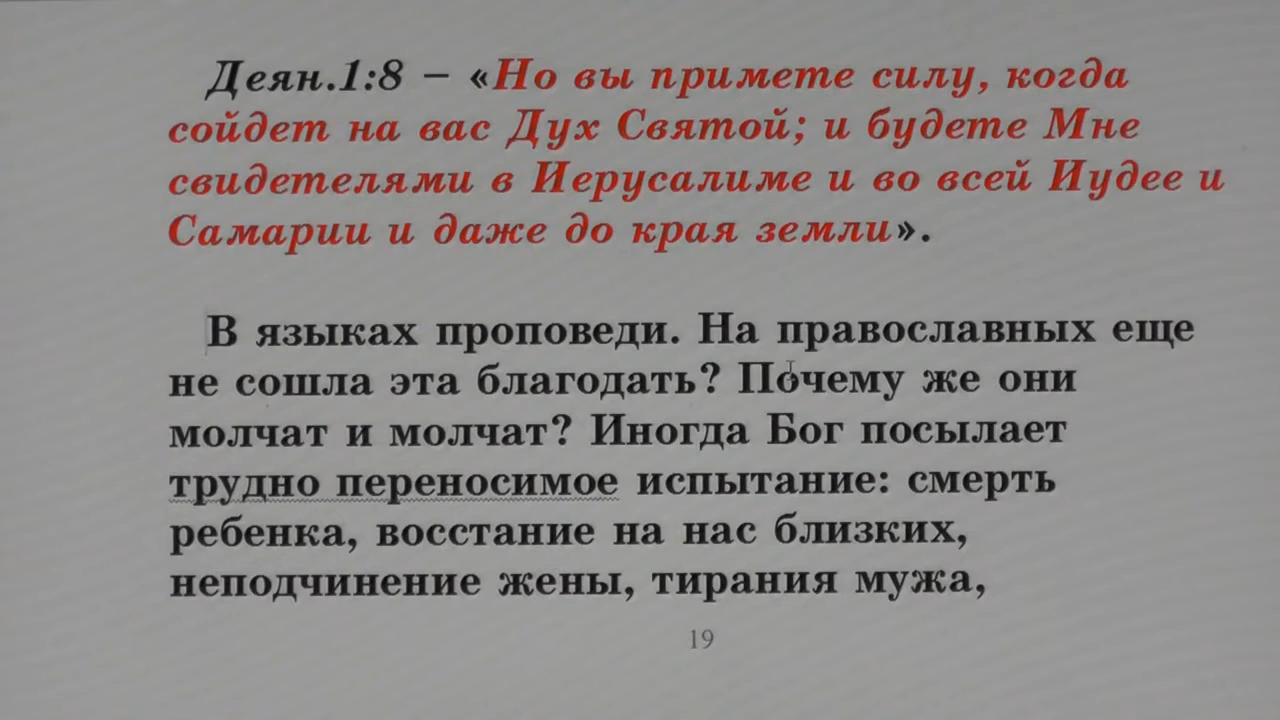 Деян.1:8 – «Но вы примете силу, когда
сойдет на вас Дух Святой; и будете Мне
свидетелями в Иерусалиме и во всей Иудее и
Самарии и даже до края земли».
В языках проповеди. На православных еще
не сошла эта благодать? Почему же они
молчат и молчат? Иногда Бог посылает
трудно переносимое испытание: смерть
ребенка, восстание на нас близких,
неподчинение жены, тирания мужа,
19